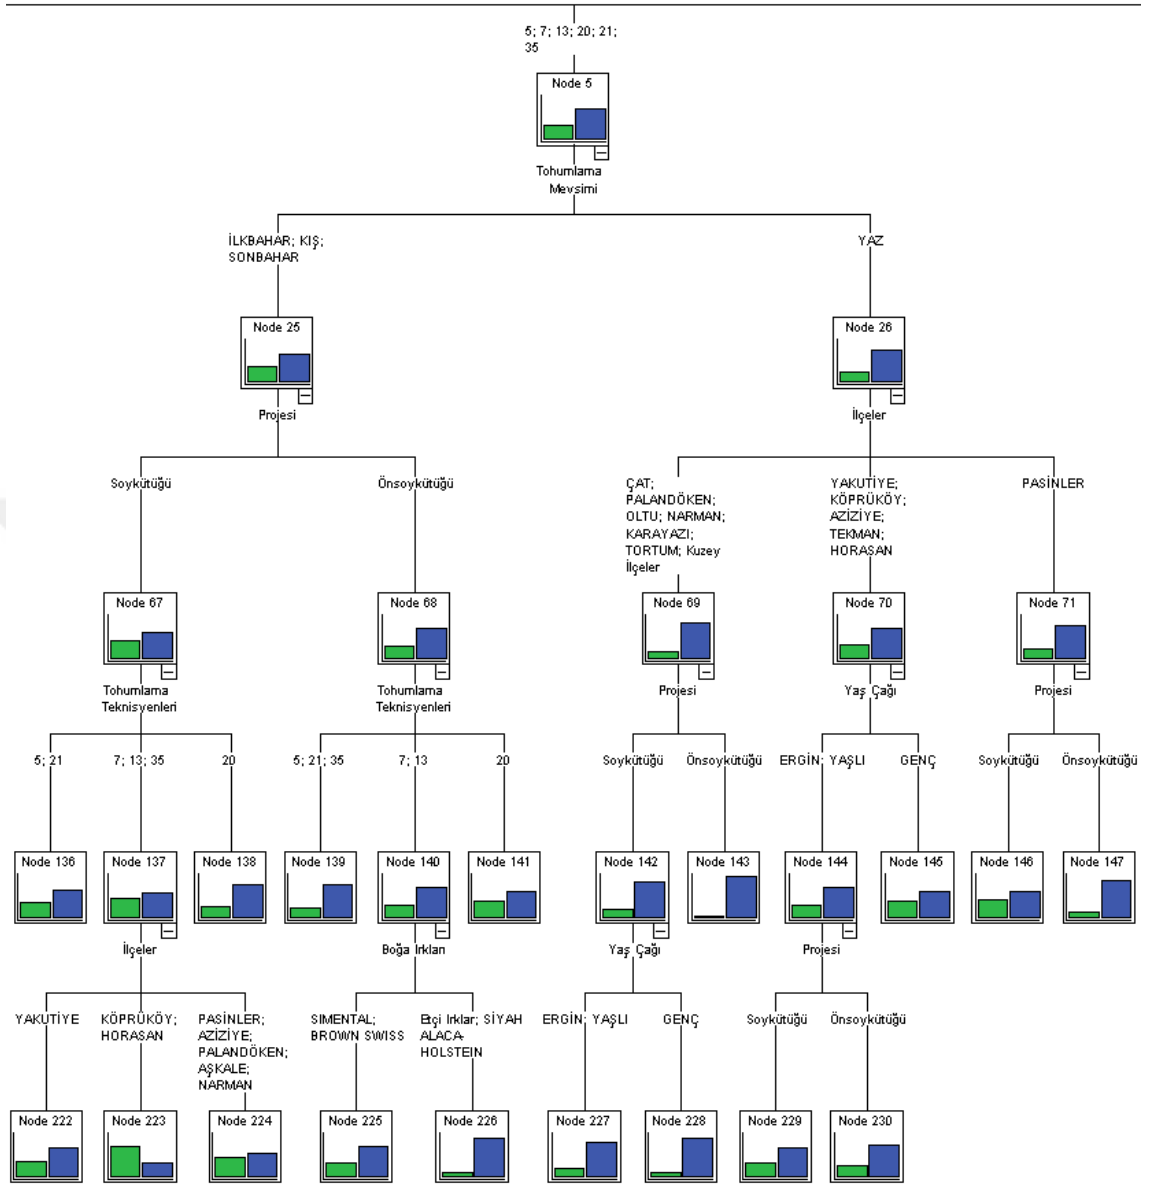 5; 7; 13; 20; 21;
35
Node 5
Tohumlama
Mevsimi
İLKBAHAR; KIŞ;
SONBAHAR
YAZ
Node 25
Node 26
Projesi
İlçeler
Soykütüğü
Önsoykütüğü
ÇAT;
PALANDÖKEN;
OLTU; NARMAN;
KARAYAZI;
TORTUM; Kuzey
İlçeler
YAKUTİYE;
KÖPRÜKÖY;
AZİZİYE;
TEKMAN;
HORASAN
PASİNLER
Node 67
Node 68
Node 69
Node 70
Node 71
Tohumlama
Teknisyenleri
Tohumlama
Teknisyenleri
Projesi
Yaş Çağı
Projesi
5; 21
7; 13; 35
20
5; 21; 35
7; 13
20
Soykütüğü
Önsoykütüğü
ERGİN; YAŞLI
GENÇ
Soykütüğü
Önsoykütüğü
Node 136
Node 137
Node 138
Node 139
Node 140
Node 141
Node 142
Node 143
Node 144
Node 145
Node 146
Node 147
İlçeler
Boğa Irkları
Yaş Çağı
Projesi
YAKUTİYE
KÖPRÜKÖY;
HORASAN
PASİNLER;
AZİZİYE;
PALANDÖKEN;
AŞKALE;
NARMAN
SIMENTAL;
BROWN SWISS
Etçi Irklar; SİYAH
ALACA-
HOLSTEIN
ERGİN; YAŞLI
GENÇ
Soykütüğü
Önsoykütüğü
Node 222
Node 223
Node 224
Node 225
Node 226
Node 227
Node 228
Node 229
Node 230